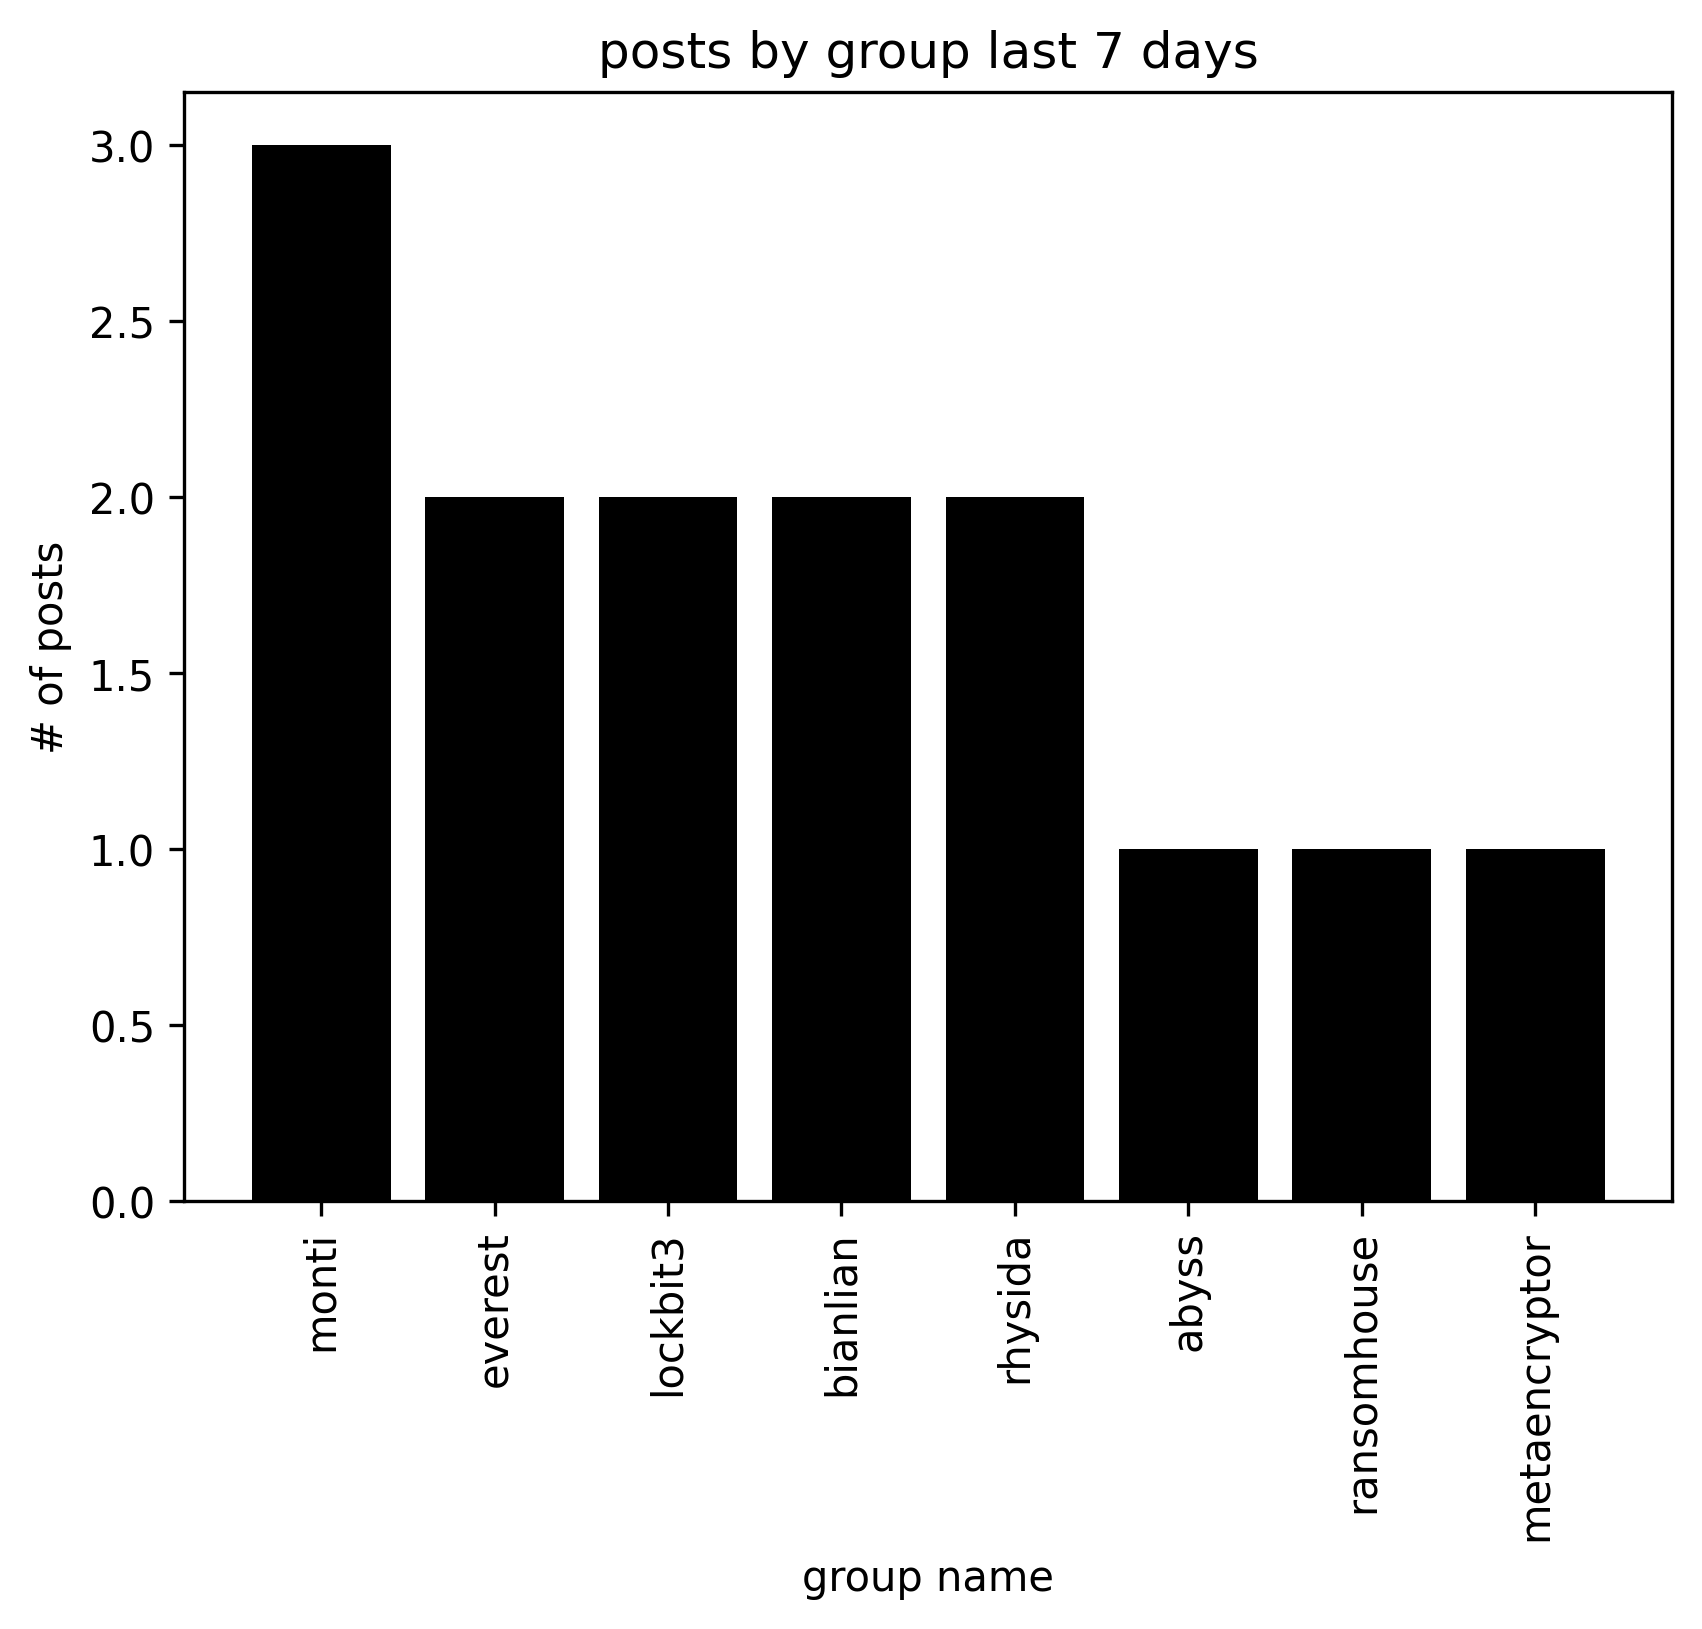 posts by group last 7 days
3.0
2.5
2.0
1.5
1.0
0.5
0.0
# of posts
monti
everest
lockbit3
bianlian
rhysida
abyss
ransomhouse
metaencryptor
group name